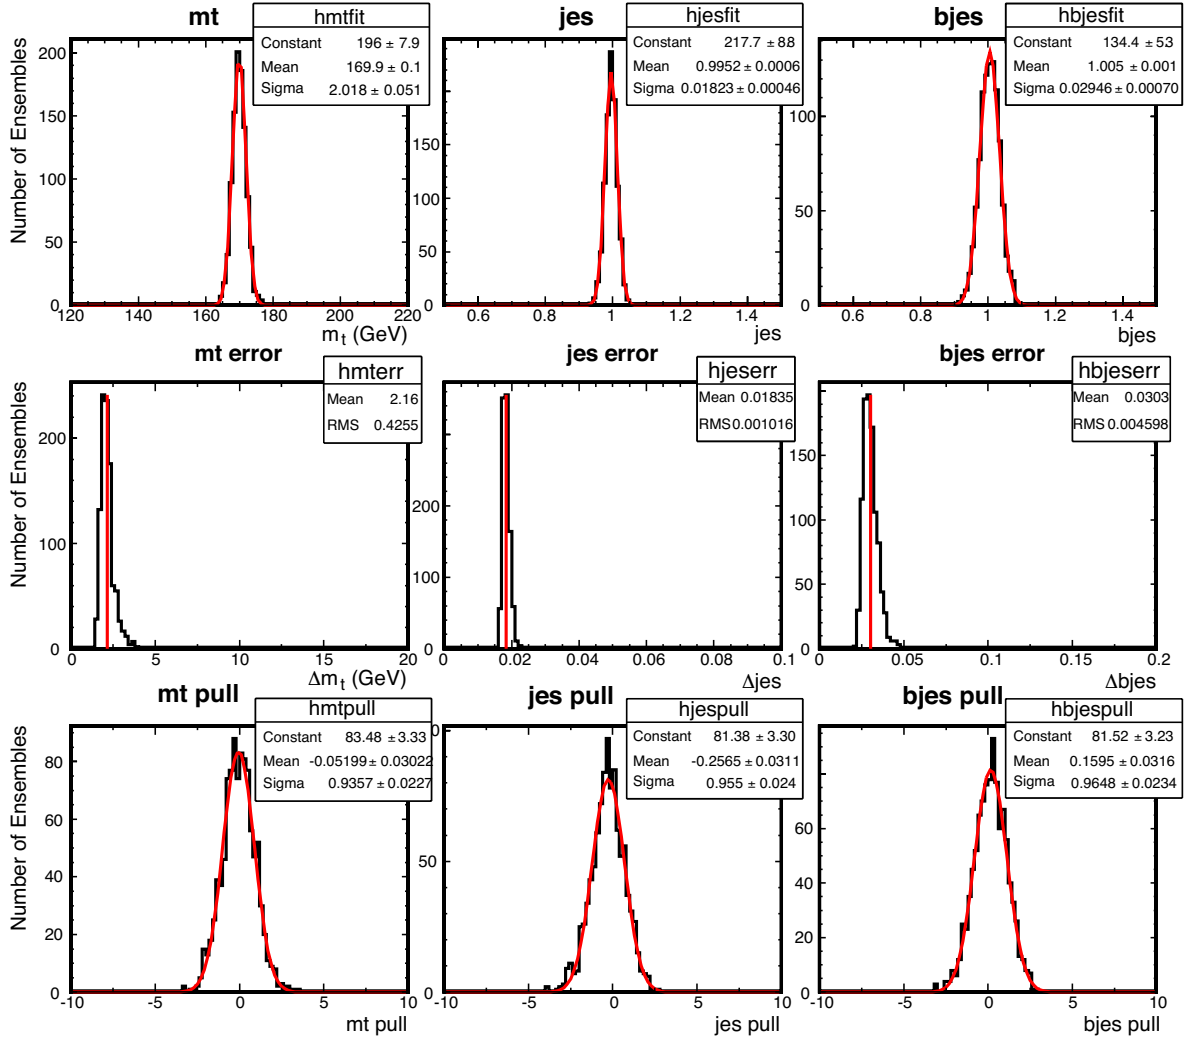 mt
hmtfit
Constant 196 ± 7.9
Mean 169.9 ± 0.1
Sigma 2.018 ± 0.051
Number of Ensembles
200
150
100
50
0
120 140 160 180 200 220
m t (GeV)
jes
hjesfit
Constant 217.7 ± 88
Mean 0.9952 ± 0.0006
Sigma 0.01823 ± 0.00046
150
100
50
0
0.6 0.8 1 1.2 1.4
jes
bjes
hbjesfit
Constant 134.4 ± 53
Mean 1.005 ± 0.001
Sigma 0.02946 ± 0.00070
100
50
0
0.6 0.8 1 1.2 1.4
bjes
mt error
hmterr
Mean 2.16
RMS 0.4255
Number of Ensembles
200
100
0
0 5 10 15 20
Δm t (GeV)
jes error
hjeserr
Mean 0.01835
RMS 0.001016
200
100
0
0 0.02 0.04 0.06 0.08 0.1
Δjes
bjes error
hbjeserr
Mean 0.0303
RMS 0.004598
150
100
50
0
0 0.05 0.1 0.15 0.2
Δbjes
mt pull
hmtpull
Constant 83.48 ± 3.33
Mean -0.05199 ± 0.03022
Sigma 0.9357 ± 0.0227
Number of Ensembles
80
60
40
20
0
-10 -5 0 5 10
mt pull
jes pull
hjespull
Constant 81.38 ± 3.30
Mean -0.2565 ± 0.0311
Sigma 0.955 ± 0.024
50
0
-10 -5 0 5 10
jes pull
bjes pull
hbjespull
Constant 81.52 ± 3.23
Mean 0.1595 ± 0.0316
Sigma 0.9648 ± 0.0234
60
40
20
0
-10 -5 0 5 10
bjes pull